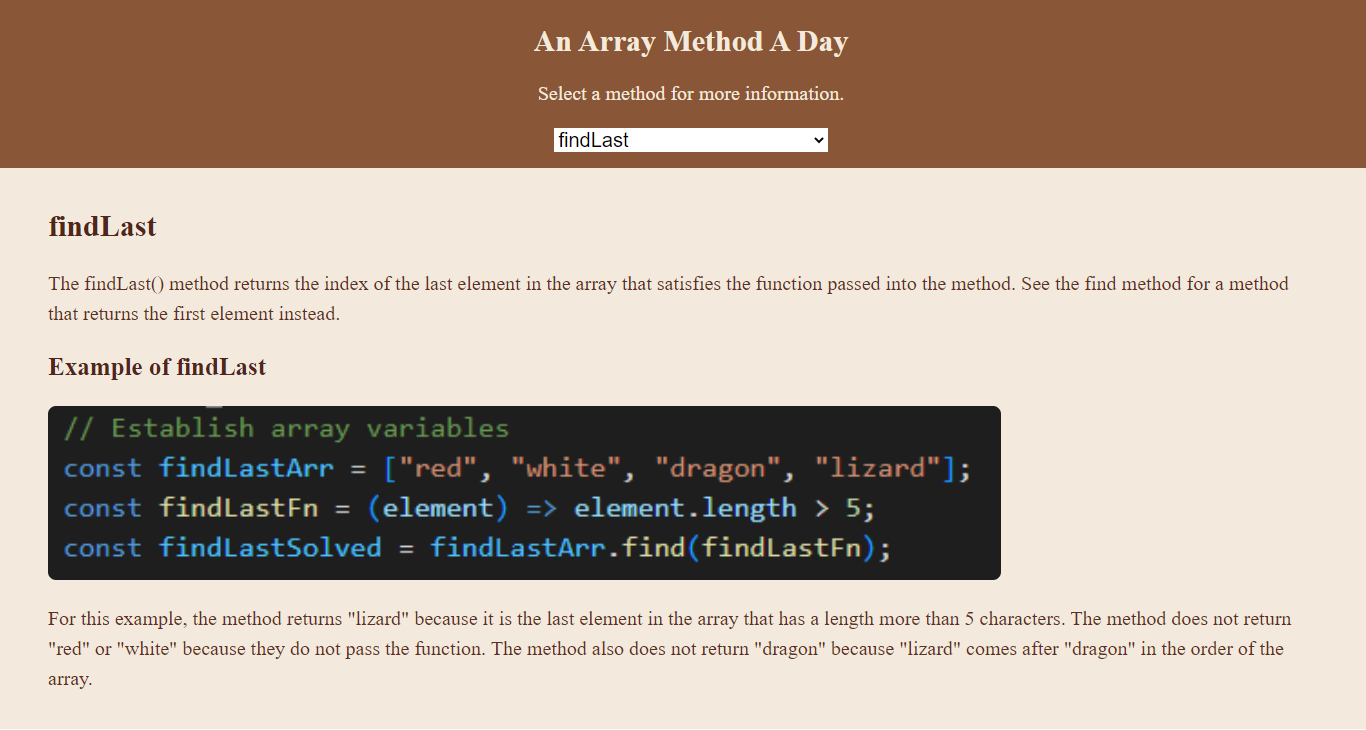 An Array Method A Day
Select a method for more information.
findLast
findLast
The findLast() method returns the index of the last element in the array that satisfies the function passed into the method. See the find method for a method
that returns the first element instead.
Example of findLast
// Establish array variables
const findLastArr = ["red", "white", "dragon", "lizard"];
const findLastFn = (element) => element.length > 5;
const findLastSolved = findLastArr.find(findLastFn);
For this example, the method returns "lizard" because it is the last element in the array that has a length more than 5 characters. The method does not return
"red" or "white" because they do not pass the function. The method also does not return "dragon" because "lizard" comes after "dragon" in the order of the
array.